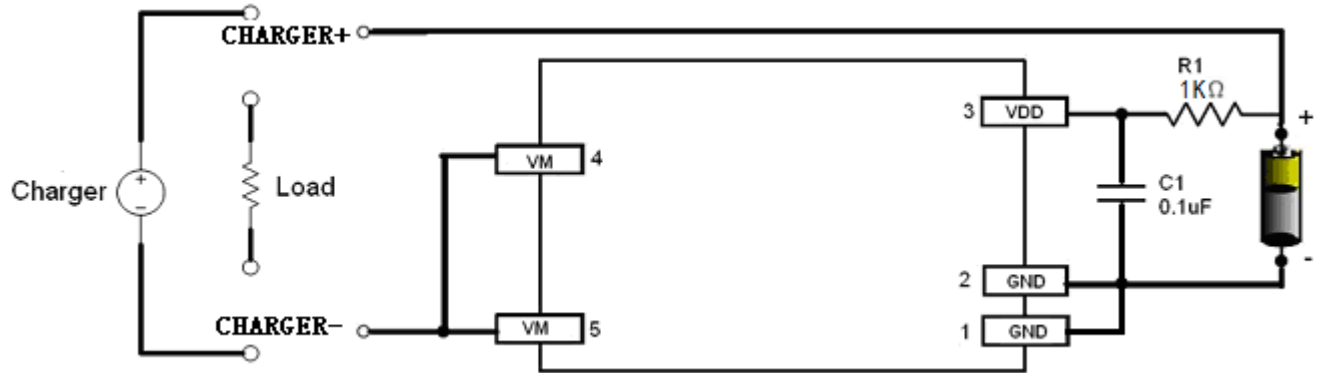 CHARGER+
R1
1KΩ
3
VDD
+
VM
4
Charger
+
−
Load
C1
0.1uF
2
GND
-
CHARGER−
VM
5
1
GND